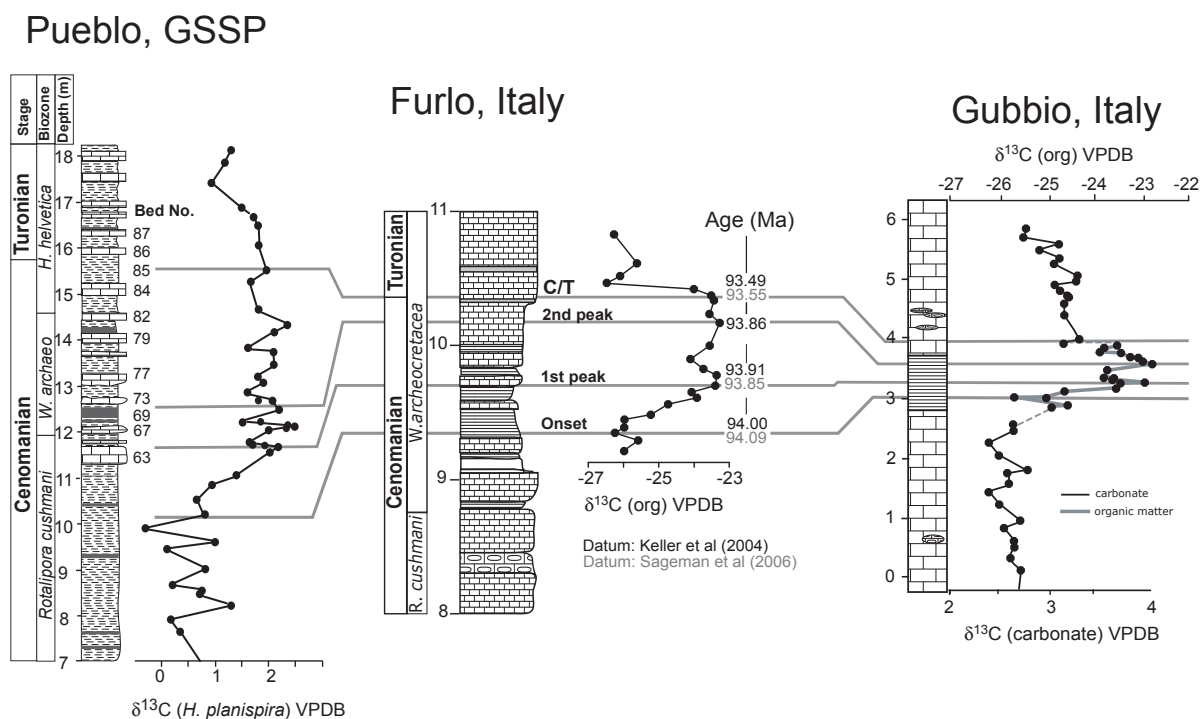 Pueblo, GSSP
Stage
Biozone
Depth (m)
Turonian
Cenomanian
H. helvetica
W. archaeo
Rotalipora cushmani
18
17
16
15
14
13
12
11
10
9
8
7
Bed No.
87
86
85
84
82
79
77
73
69
67
63
0 1 2
δ13C (H. planispira) VPDB
Furlo, Italy
Turonian
Cenomanian
W.archeocretacea
R. cushmani
11
10
9
8
C/T
2nd peak
1st peak
Onset
Age (Ma)
93.49
93.55
93.86
93.91
93.85
94.00
94.09
-27 -25 -23
δ13C (org) VPDB
Datum: Keller et al (2004)
Datum: Sageman et al (2006)
Gubbio, Italy
δ13C (org) VPDB
-27 -26 -25 -24 -23 -22
6
5
4
3
2
1
0
carbonate
organic matter
2 3 4
δ13C (carbonate) VPDB